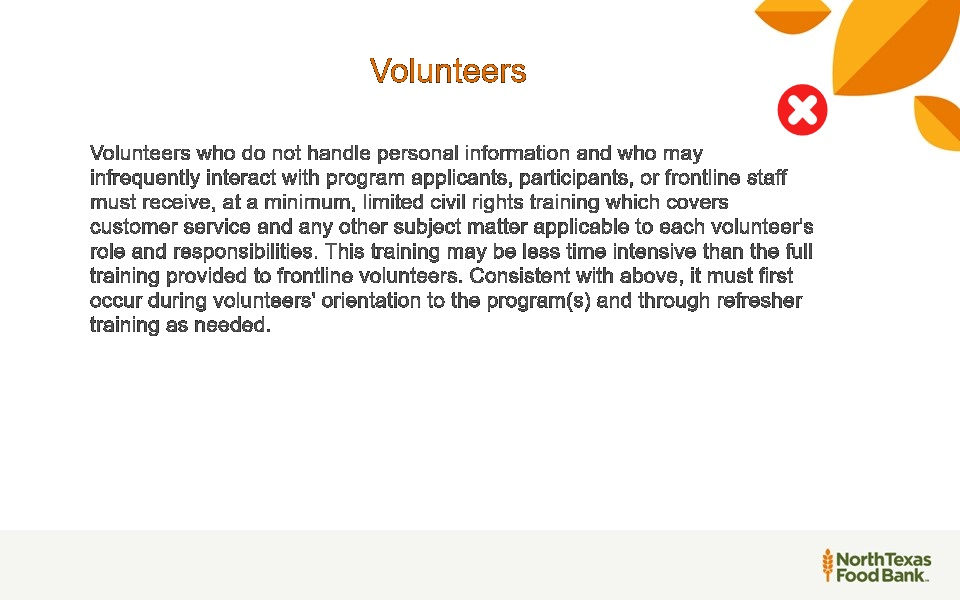 Volunteers
Volunteers who do not handle personal information and who may
infrequently interact with program applicants, participants, or frontline staff
must receive, at a minimum, limited civil rights training which covers
customer service and any other subject matter applicable to each volunteer's
role and responsibilities. This training may be less time intensive than the full
training provided to frontline volunteers. Consistent with above, it must first
occur during volunteers' orientation to the program(s) and through refresher
training as needed.
North Texas
Food Bank™